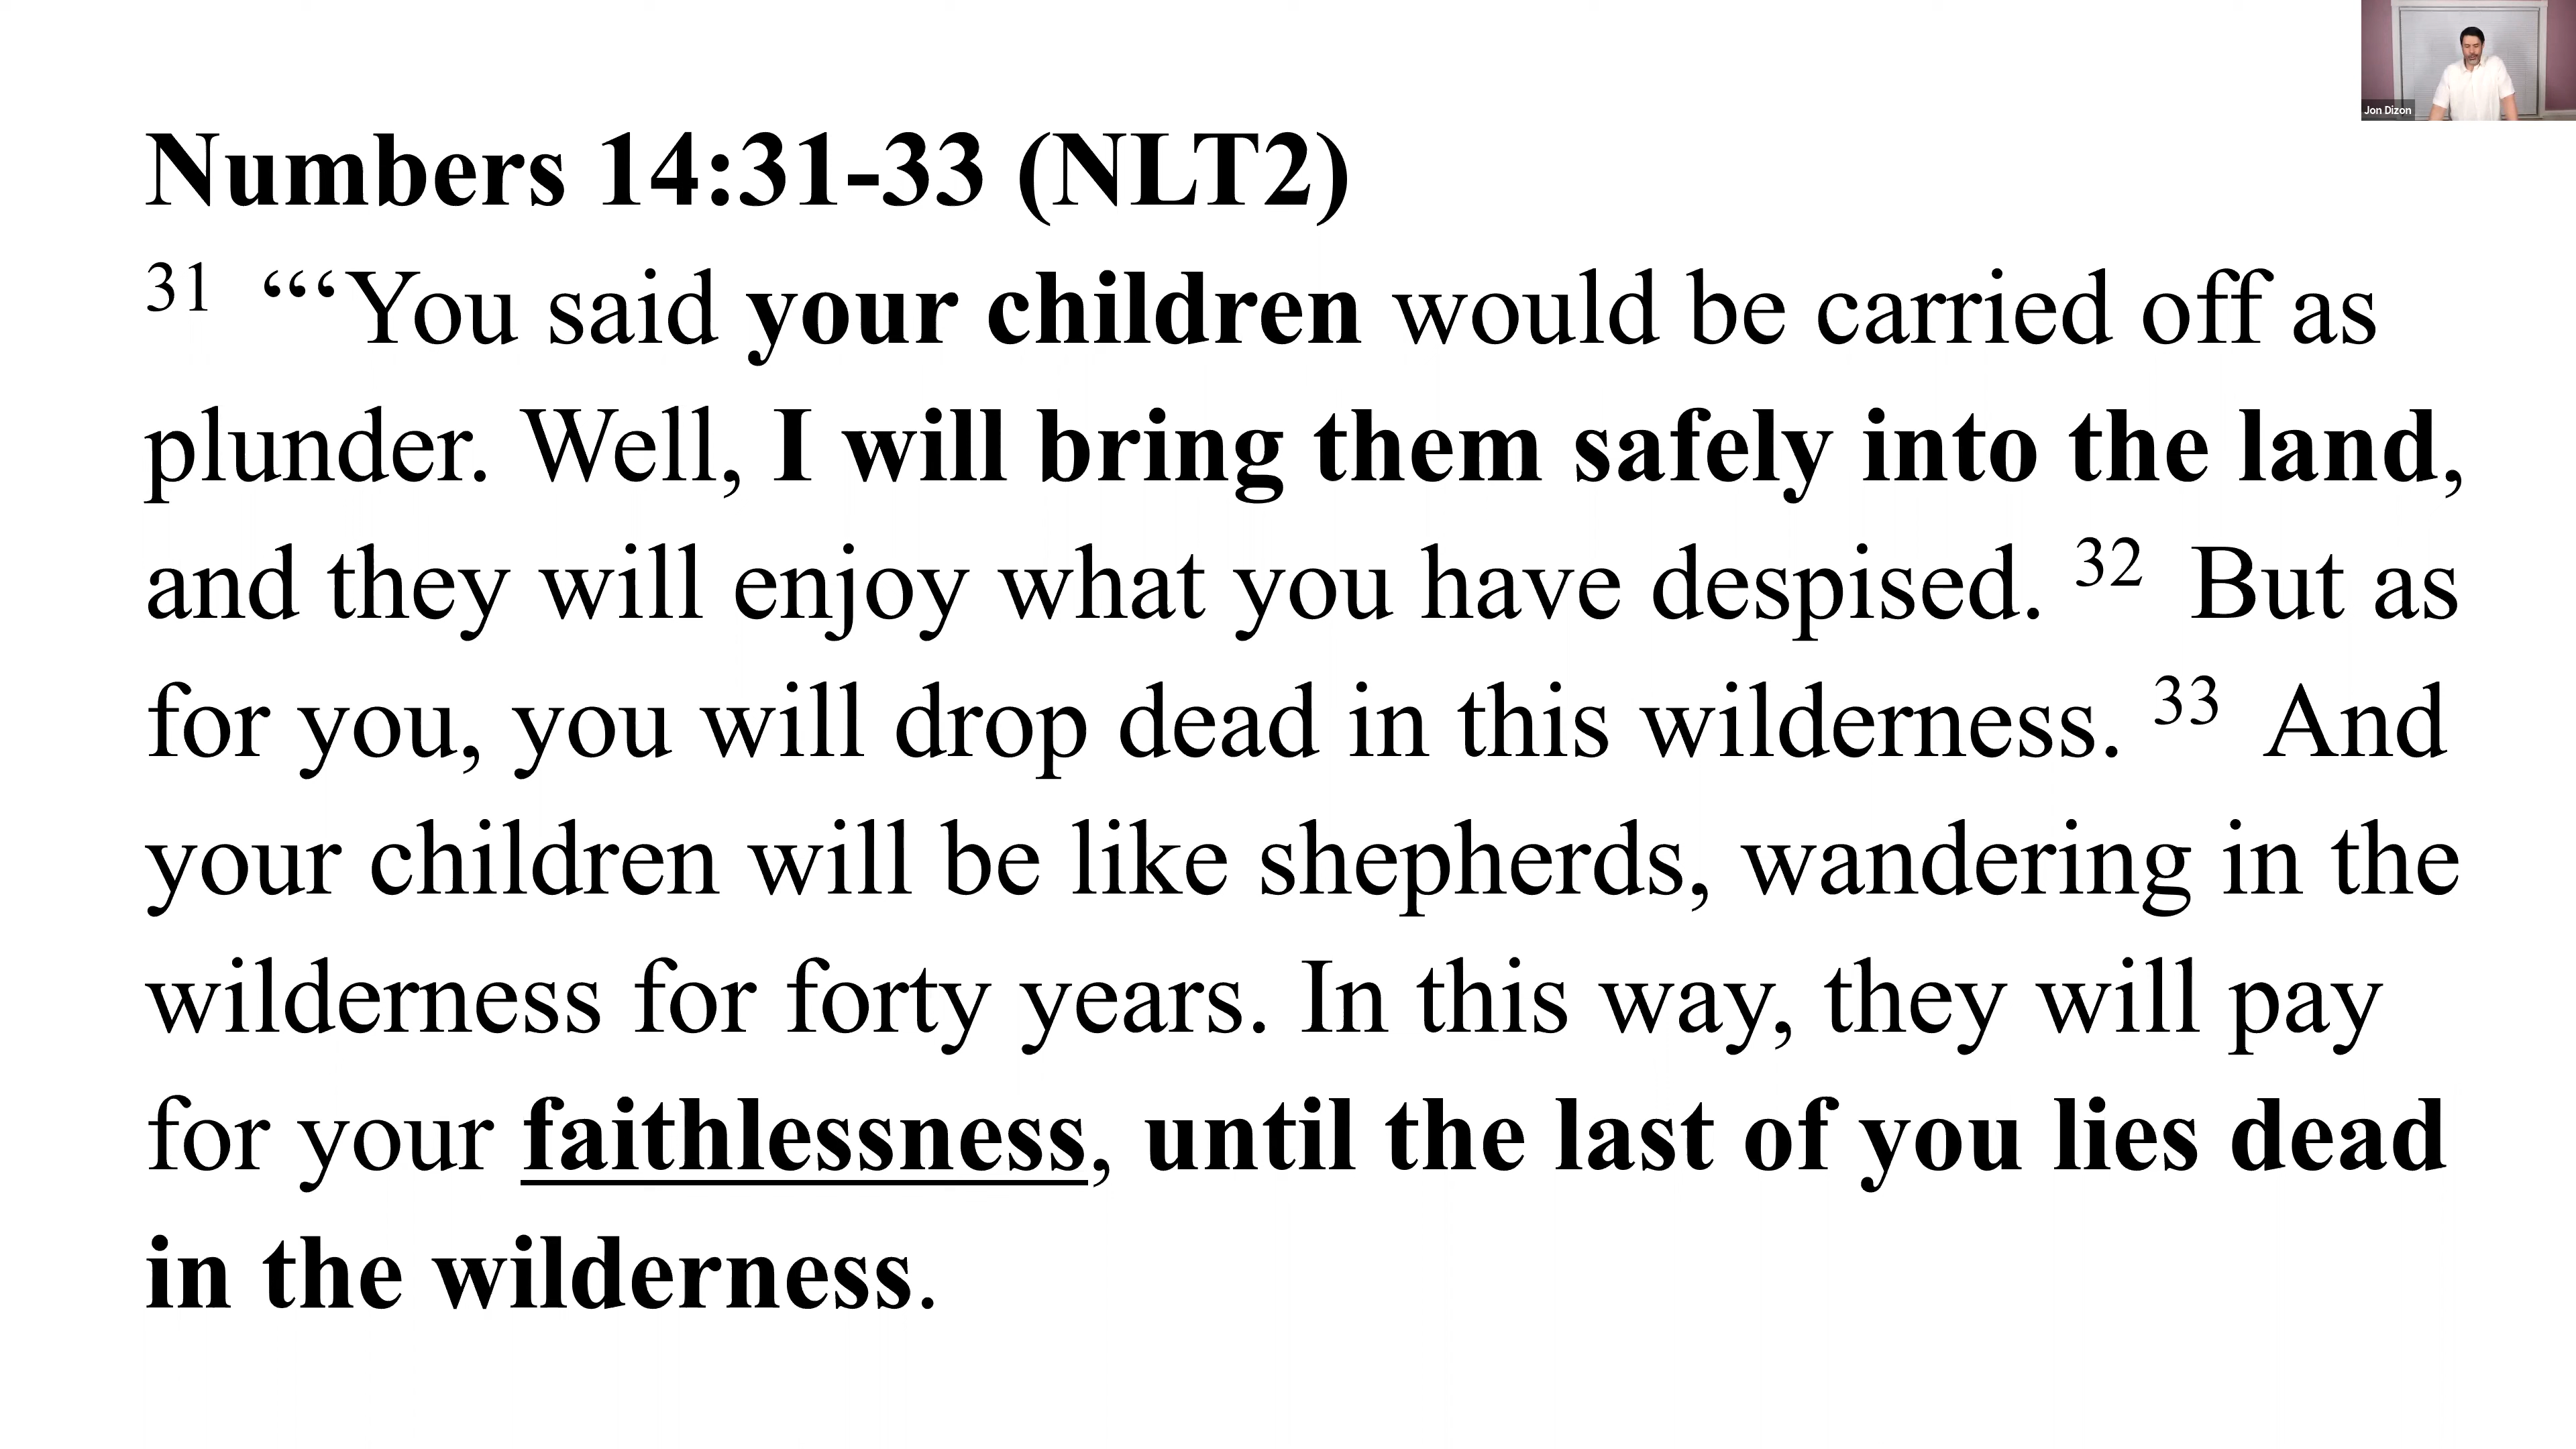 Jon Dizon
Numbers 14:31-33 (NLT2)
31 “‘“You said your children would be carried off as
plunder. Well, I will bring them safely into the land,
and they will enjoy what you have despised. 32 But as
for you, you will drop dead in this wilderness. 33 And
your children will be like shepherds, wandering in the
wilderness for forty years. In this way, they will pay
for your faithlessness, until the last of you lies dead
in the wilderness.